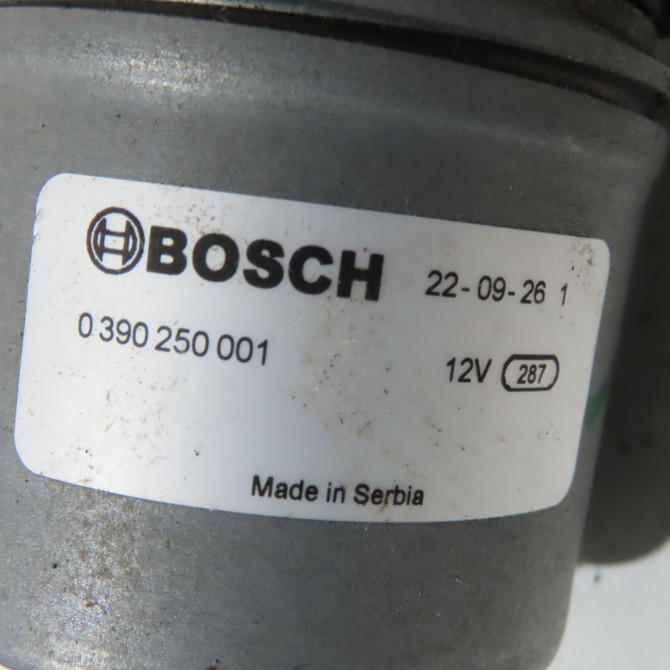 BOSCH 22-09-26 1
0 390 250 001
12V 287
Made in Serbia